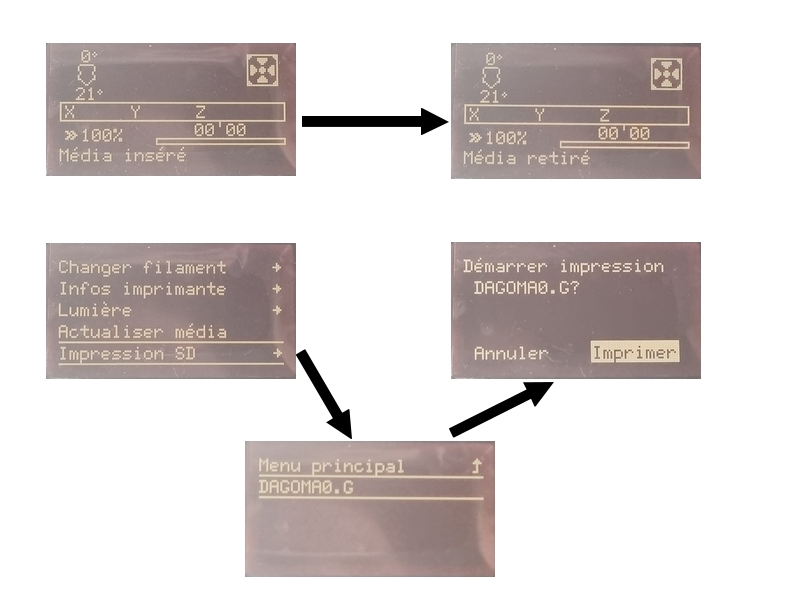 0°
21°
X Y Z
»100% 00'00
Média inséré
0°
21°
X Y Z
»100% 00'00
Média retiré
Changer filament →
Infos imprimante →
Lumière →
Actualiser média
Impression SD →
Démarrer impression
DAGOMA0.G?
Annuler Imprimer
Menu principal
DAGOMA0.G